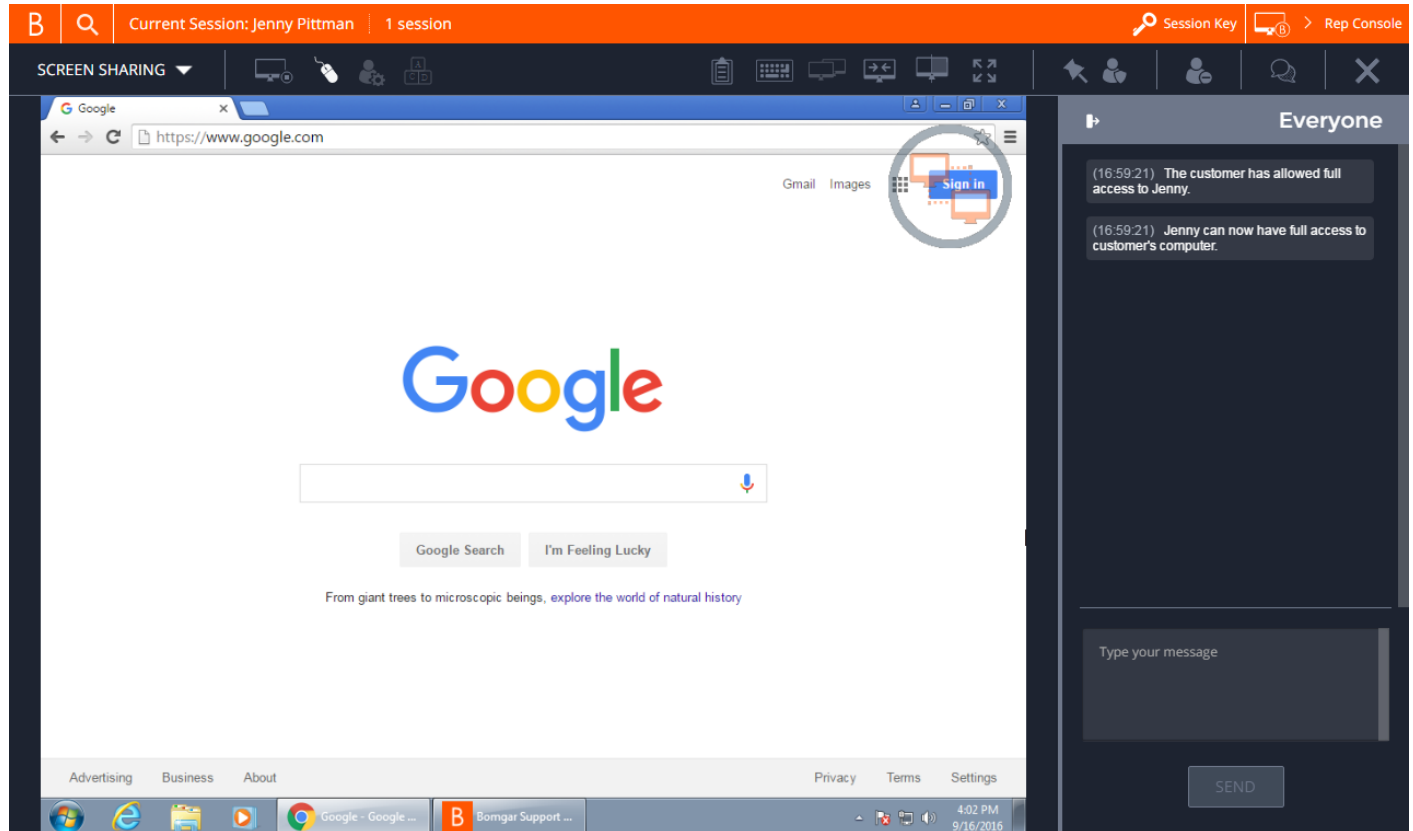 B
Current Session: Jenny Pittman
1 session
Session Key
B
Rep Console
SCREEN SHARING
A
C
Google
https://www.google.com
Gmail
Images
Sign in
Google
Google Search
I'm Feeling Lucky
From giant trees to microscopic beings, explore the world of natural history
Advertising
Business
About
Privacy
Terms
Settings
Google - Google ...
B
Bomgar Support ...
4:02 PM
9/16/2016
Everyone
(16:59:21) The customer has allowed full
access to Jenny.
(16:59:21) Jenny can now have full access to
customer's computer.
Type your message
SEND